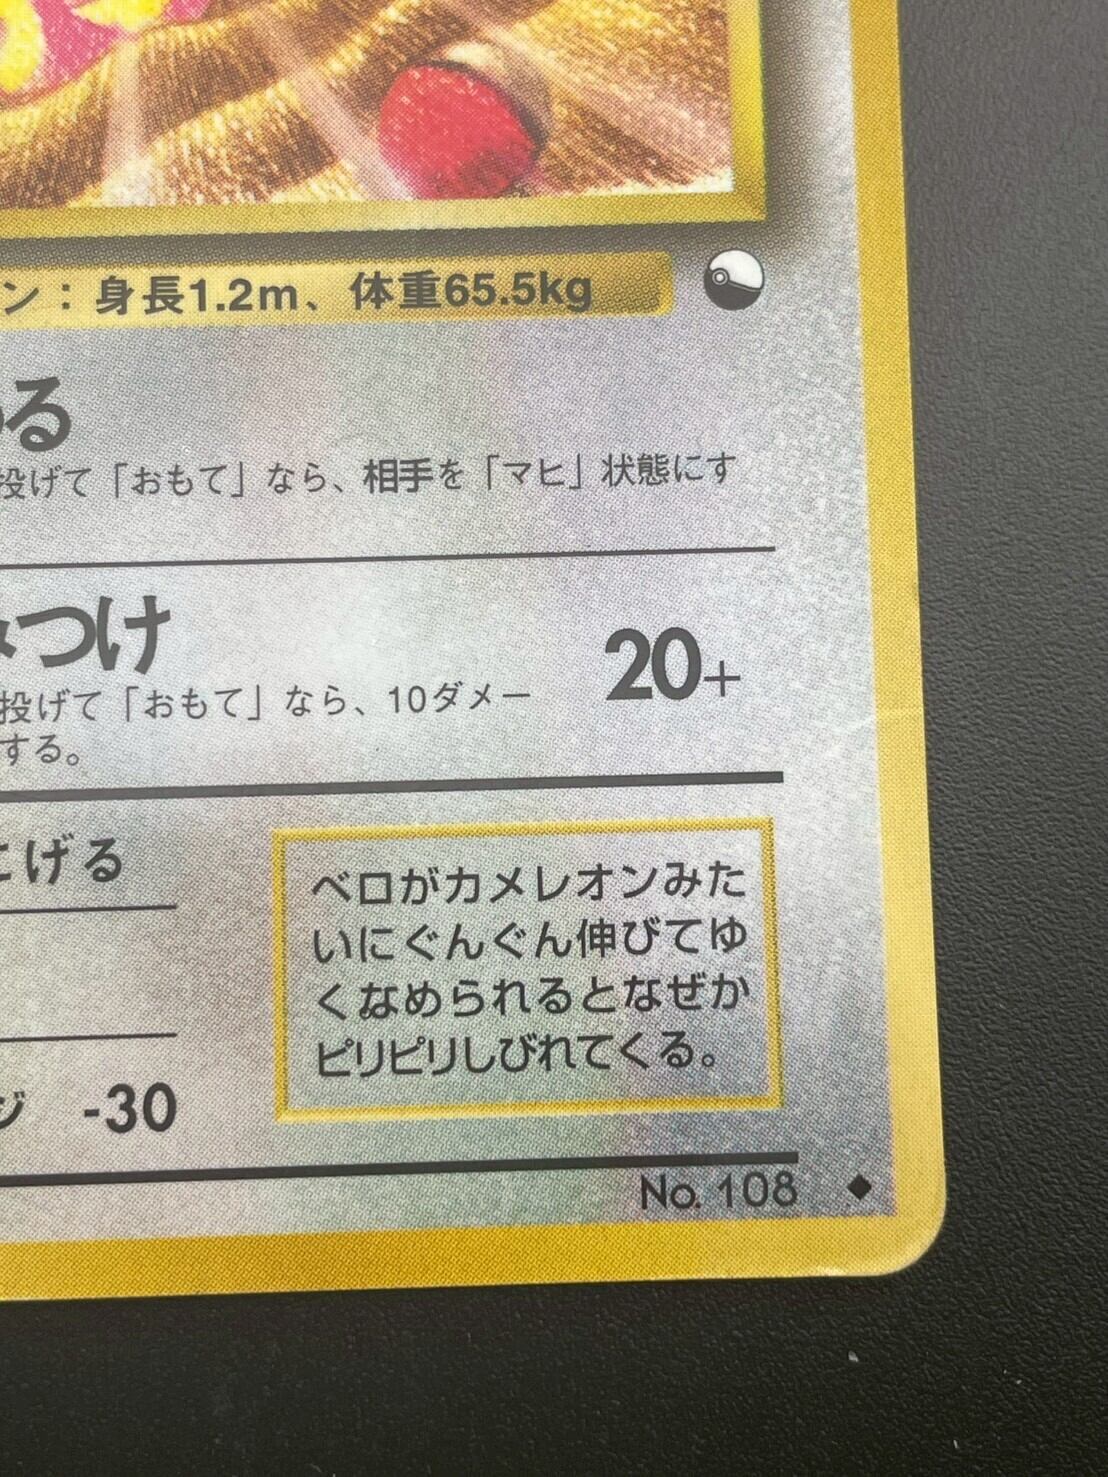 ン：身長1.2m、体重65.5kg
る
投げて「おもて」なら、相手を「マヒ」状態にす
みつけ
20+
投げて「おもて」なら、10ダメー
する。
にげる
ベロがカメレオンみた
いにぐんぐん伸びてゆ
くなめられるとなぜか
ピリピリしびれてくる。
ジ -30
No. 108 ◆